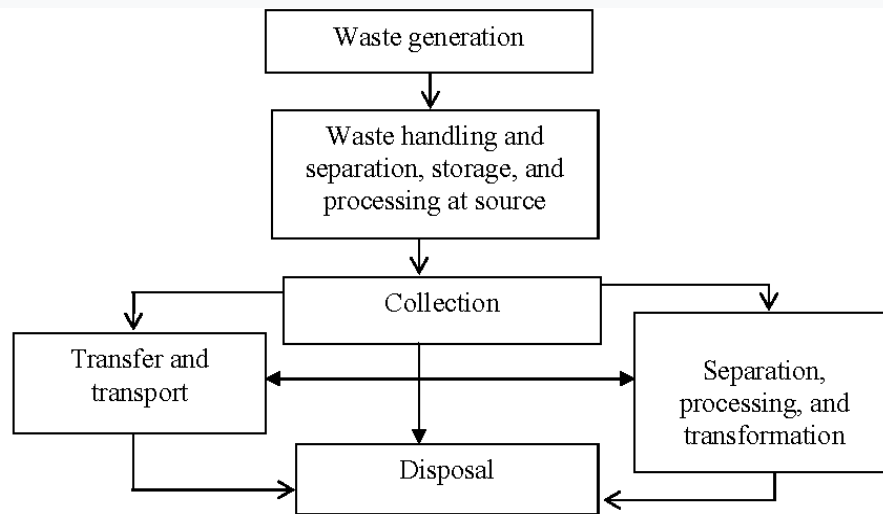 Waste generation
Waste handling and
separation, storage, and
processing at source
Collection
Transfer and
transport
Separation,
processing, and
transformation
Disposal